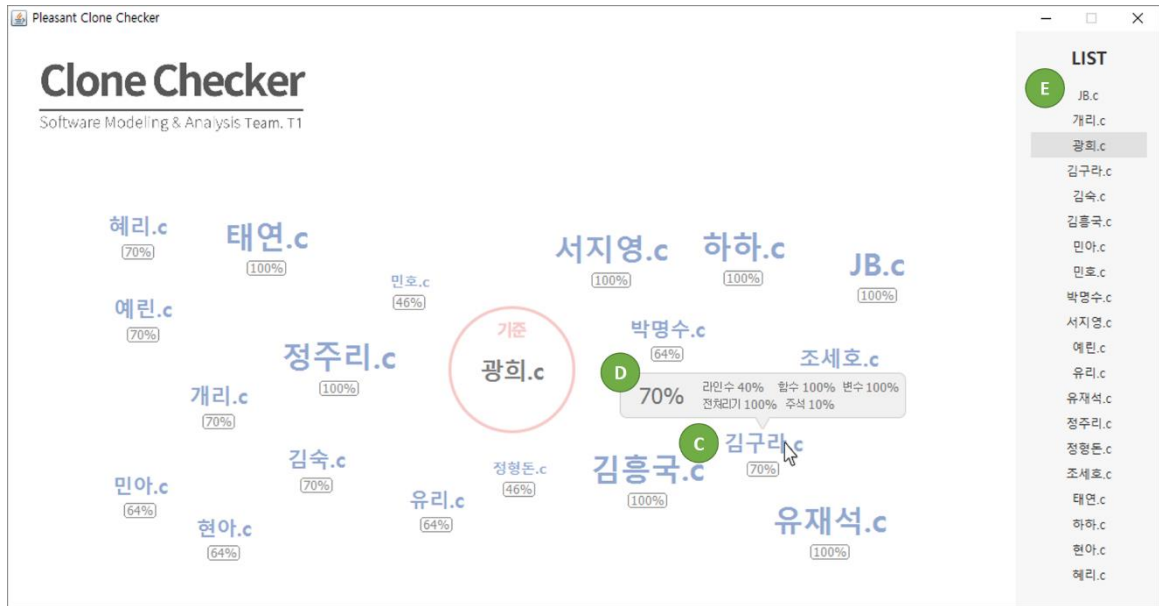 Pleasant Clone Checker
Clone Checker
Software Modeling & Analysis Team. T1
혜리.c
70%
태연.c
100%
민호.c
46%
서지영.c
100%
하하.c
100%
JB.c
100%
예린.c
70%
정주리.c
100%
기준
광희.c
박명수.c
64%
조세호.c
D
70%
라인수 40% 함수 100% 변수 100%
전처리기 100% 주석 10%
개리.c
70%
C
김구라.c
70%
김숙.c
70%
정형돈.c
46%
김흥국.c
100%
민아.c
64%
유리.c
64%
현아.c
64%
유재석.c
100%
LIST
E
JB.c
개리.c
광희.c
김구라.c
김숙.c
김흥국.c
민아.c
민호.c
박명수.c
서지영.c
예린.c
유리.c
유재석.c
정주리.c
정형돈.c
조세호.c
태연.c
하하.c
현아.c
혜리.c